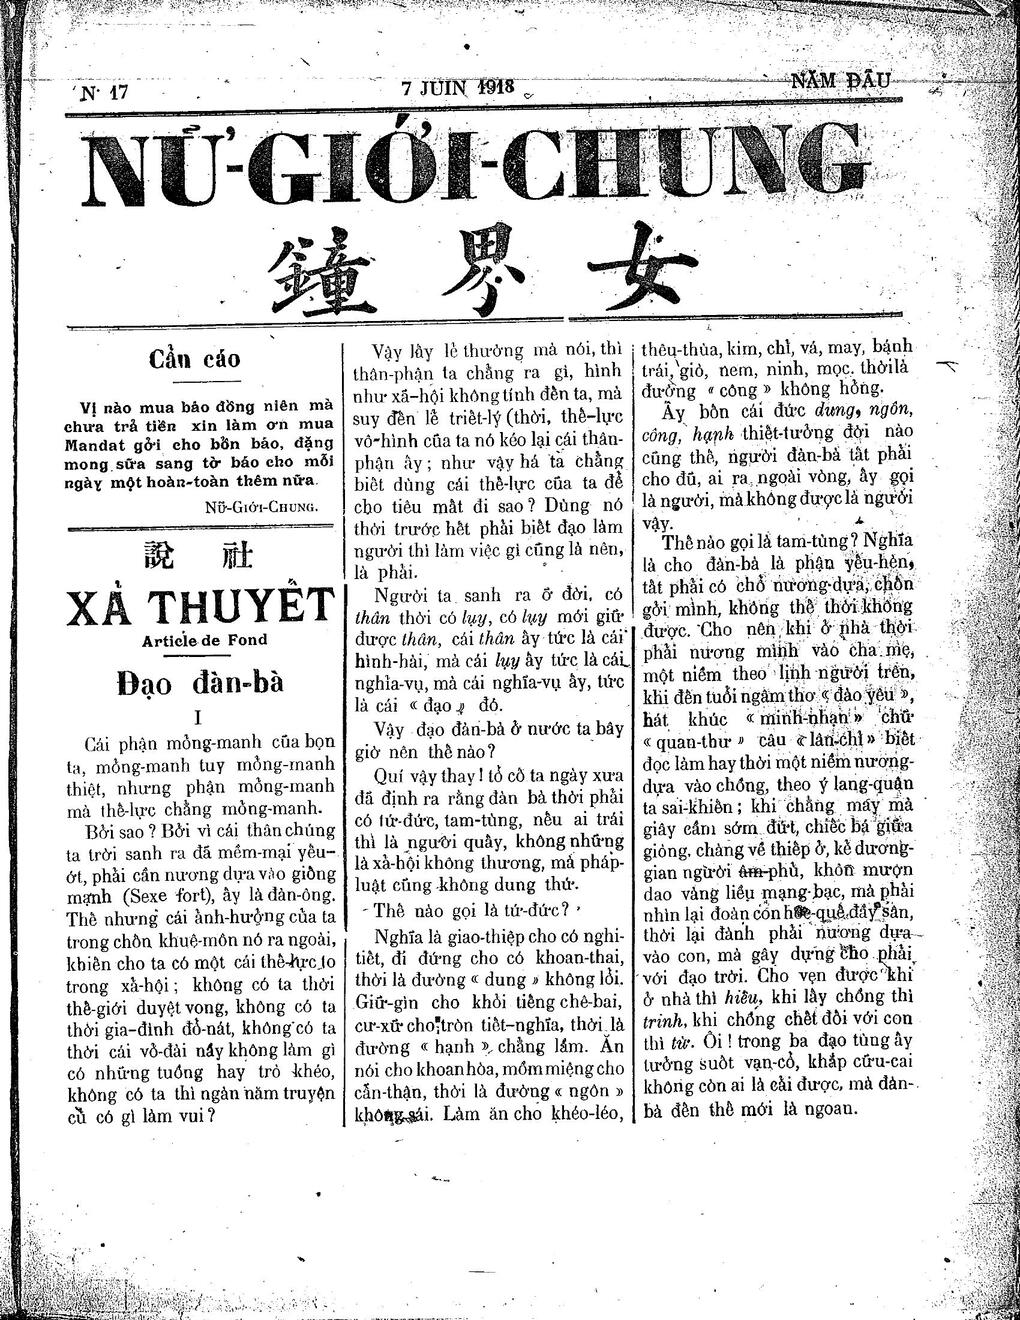 N· 17
7 JUIN 1918
NĂM ĐẦU
NỮ-GIỚI-CHUNG
鐘 界 女
Cẩn cáo
Vị nào mua báo đồng niên mà
chưa trả tiền xin làm ơn mua
Mandat gởi cho bổn báo, đặng
mong sữa sang tờ báo cho mỗi
ngày một hoàn-toàn thêm nữa.
NỮ-GIỚI-CHUNG.
說 社
XẢ THUYẾT
Article de Fond
Đạo đàn-bà
I
Cái phận mỏng-manh của bọn
ta, mỏng-manh tuy mỏng-manh
thiệt, nhưng phận mỏng-manh
mà thế-lực chẳng mỏng-manh.
Bởi sao ? Bởi vì cái thân chúng
ta trời sanh ra đã mềm-mại yếu-
ớt, phải cần nương dựa vào giống
mạnh (Sexe fort), ấy là đàn-ông.
Thế nhưng cái ảnh-hưởng của ta
trong chốn khuê-môn nó ra ngoài,
khiến cho ta có một cái thế-lực to
trong xã-hội ; không có ta thời
thế-giới duyệt vong, không có ta
thời gia-đình đổ-nát, không có ta
thời cái vỏ-đài nầy không làm gì
có những tuồng hay trò khéo,
không có ta thì ngàn năm truyện
cũ có gì làm vui ?
Vậy lấy lẻ thường mà nói, thì
thân-phận ta chẳng ra gì, hình
như xã-hội không tính đến ta, mà
suy đến lẻ triết-lý (thời, thế-lực
vô-hình của ta nó kéo lại cái thân-
phận ấy ; như vậy há ta chẳng
biết dùng cái thế-lực của ta để
cho tiêu mất đi sao ? Dùng nó
thời trước hết phải biết đạo làm
người thì làm việc gì cũng là nên,
là phải.
Người ta sanh ra ở đời, có
thân thời có lụy, có lụy mới giữ
được thân, cái thân ấy tức là cái
hình-hài, mà cái lụy ấy tức là cái
nghĩa-vụ, mà cái nghĩa-vụ ấy, tức
là cái « đạo » đó.
Vậy đạo đàn-bà ở nước ta bây
giờ nên thế nào ?
Quí vậy thay ! tổ cô ta ngày xưa
đã định ra rằng đàn bà thời phải
có tứ-đức, tam-tùng, nếu ai trái
thì là người quấy, không những
là xả-hội không thương, mà pháp-
luật cũng không dung thứ.
Thế nào gọi là tứ-đức ?
Nghĩa là giao-thiệp cho có nghi-
tiết, đi đứng cho có khoan-thai,
thời là đường « dung » không lỗi.
Giữ-gìn cho khỏi tiếng chê-bai,
cư-xử cho tròn tiết-nghĩa, thời là
đường « hạnh » chẳng lầm. Ăn
nói cho khoan hòa, mồm miệng cho
cẩn-thận, thời là đường « ngôn »
không sái. Làm ăn cho khéo-léo,
thêu-thùa, kim, chỉ, vá, may, bánh
trái, giò, nem, ninh, mọc, thời là
đường « công » không hỏng.
Ấy bốn cái đức dung, ngôn,
công, hạnh thiết-tưởng đời nào
cũng thế, người đàn-bà tất phải
cho đủ, ai ra ngoài vòng, ấy gọi
là người, mà không được là người
vậy.
Thế nào gọi là tam-tùng ? Nghĩa
là cho đàn-bà là phận yếu-hèn,
tất phải có chổ nương-dựa, chốn
gởi mình, không thế thời không
được. Cho nên khi ở nhà thời
phải nương mình vào cha mẹ,
một niềm theo lịnh người trên,
khi đến tuổi ngâm thơ « đào yêu »,
hát khúc « minh-nhạn » chữ
« quan-thư » câu « lân-chỉ » biết
đọc làm hay thời một niềm nương-
dựa vào chồng, theo ý lang-quân
ta sai-khiến ; khi chẳng máy mà
giây cầm sớm đứt, chiếc bá giữa
giòng, chàng về thiếp ở, kẻ dương-
gian người âm-phủ, khôn mượn
dao vàng liều mạng bạc, mà phải
nhìn lại đoàn côn hòe-quế đầy sân,
thời lại đành phải nương dựa
vào con, mà gây dựng cho phải
với đạo trời. Cho vẹn được khi
ở nhà thì hiếu, khi lấy chồng thì
trinh, khi chồng chết đối với con
thì từ. Ôi ! trong ba đạo tùng ấy
tưởng suốt vạn-cổ, khắp cửu-cai
không còn ai là cải được, mà đàn-
bà đến thế mới là ngoan.